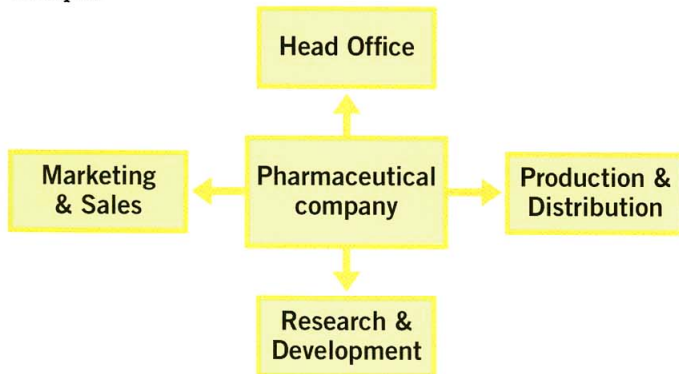 Head Office
Marketing
& Sales
Pharmaceutical
company
Production &
Distribution
Research &
Development